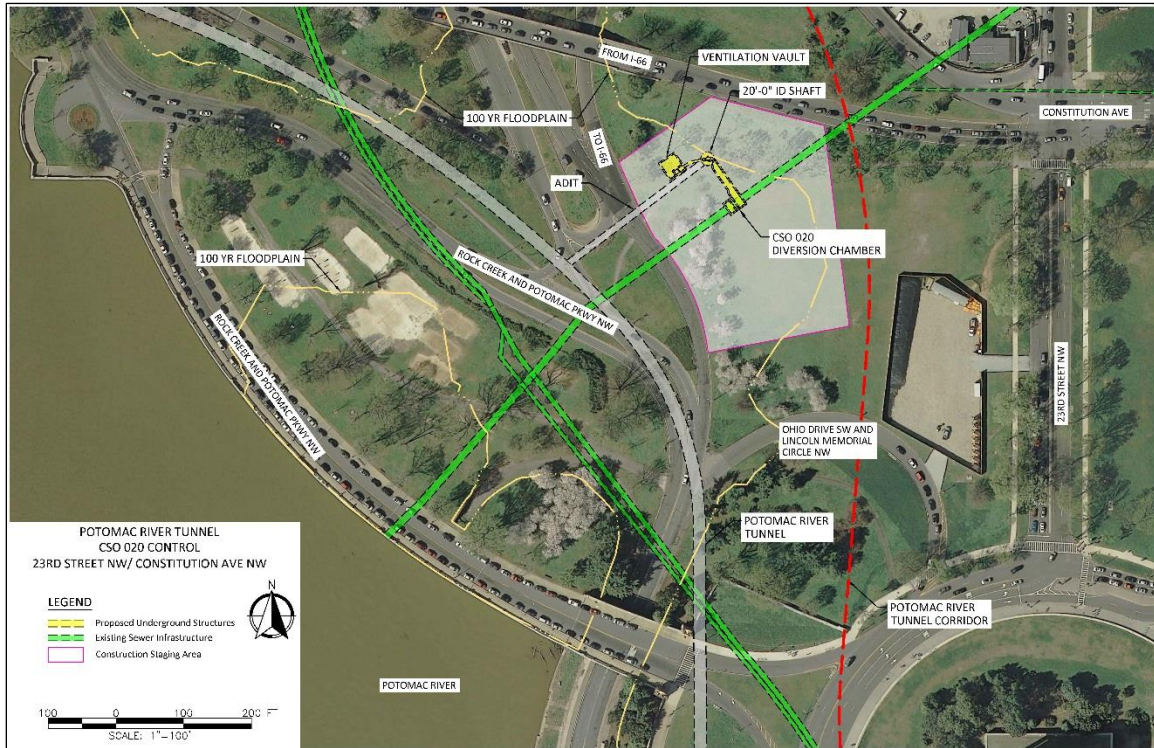 FROM I-66
VENTILATION VAULT
20'-0" ID SHAFT
100 YR FLOODPLAIN
TO I-66
CONSTITUTION AVE
ADIT
CSO 020
DIVERSION CHAMBER
100 YR FLOODPLAIN
ROCK CREEK AND POTOMAC PKWY NW
ROCK CREEK AND POTOMAC PKWY NW
23RD STREET NW
OHIO DRIVE SW AND
LINCOLN MEMORIAL
CIRCLE NW
POTOMAC RIVER
TUNNEL
POTOMAC RIVER
TUNNEL CORRIDOR
POTOMAC RIVER
POTOMAC RIVER TUNNEL
CSO 020 CONTROL
23RD STREET NW/ CONSTITUTION AVE NW
LEGEND
N
Proposed Underground Structures
Existing Sewer Infrastructure
Construction Staging Area
100 0 100 200 F
SCALE: 1"-100'